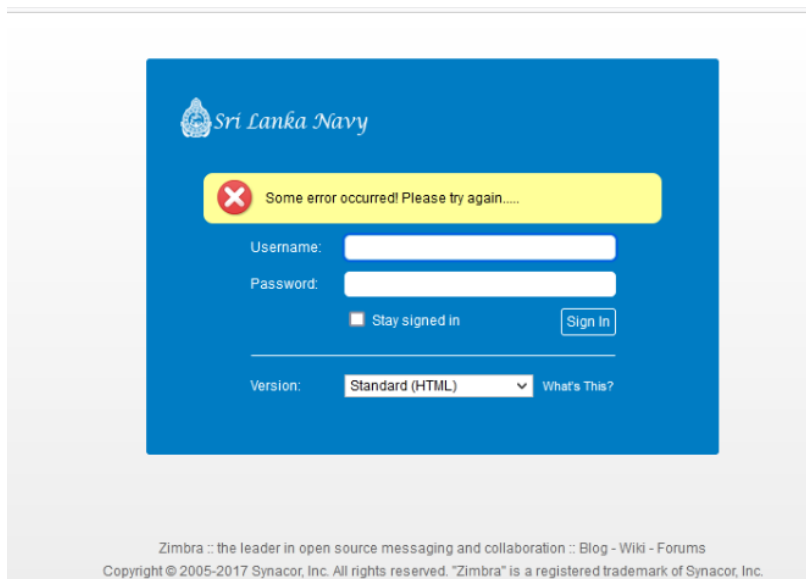 Sri Lanka Navy
Some error occurred! Please try again.....
Username:
Password:
Stay signed in
Sign In
Version:
Standard (HTML)
What's This?
Zimbra :: the leader in open source messaging and collaboration :: Blog - Wiki - Forums
Copyright © 2005-2017 Synacor, Inc. All rights reserved. "Zimbra" is a registered trademark of Synacor, Inc.